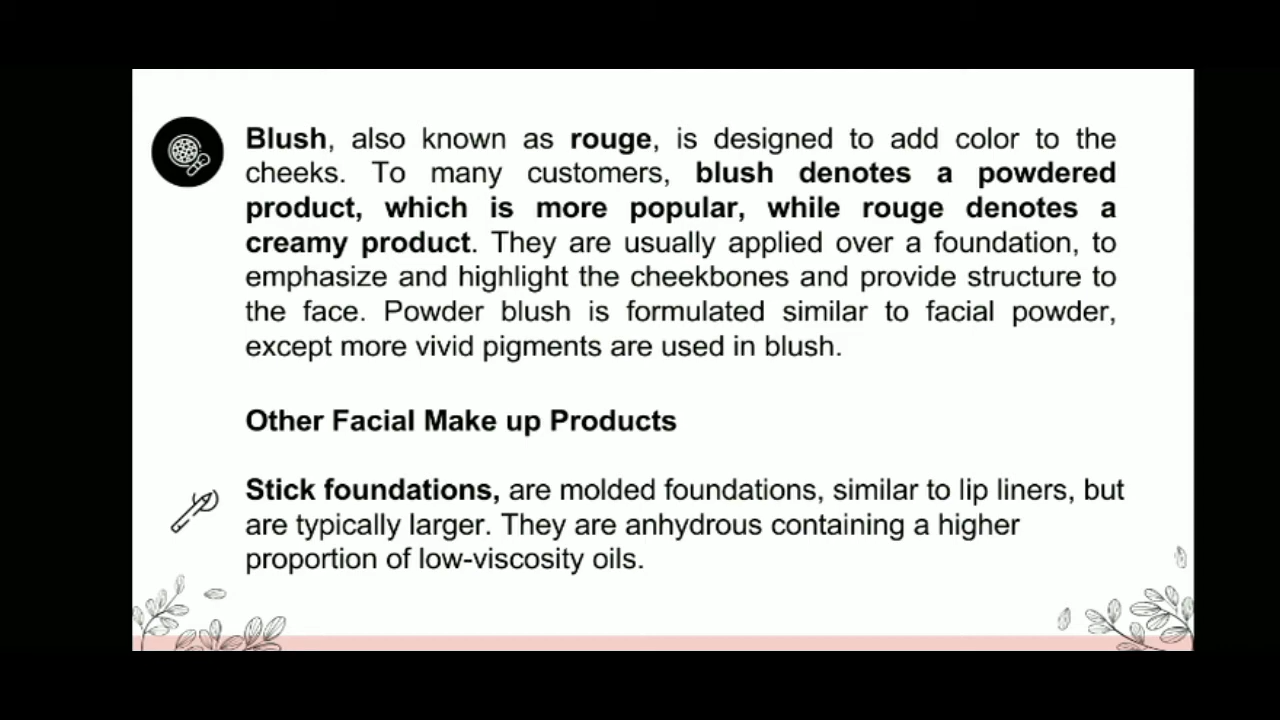 Blush, also known as rouge, is designed to add color to the
cheeks. To many customers, blush denotes a powdered
product, which is more popular, while rouge denotes a
creamy product. They are usually applied over a foundation, to
emphasize and highlight the cheekbones and provide structure to
the face. Powder blush is formulated similar to facial powder,
except more vivid pigments are used in blush.
Other Facial Make up Products
Stick foundations, are molded foundations, similar to lip liners, but
are typically larger. They are anhydrous containing a higher
proportion of low-viscosity oils.